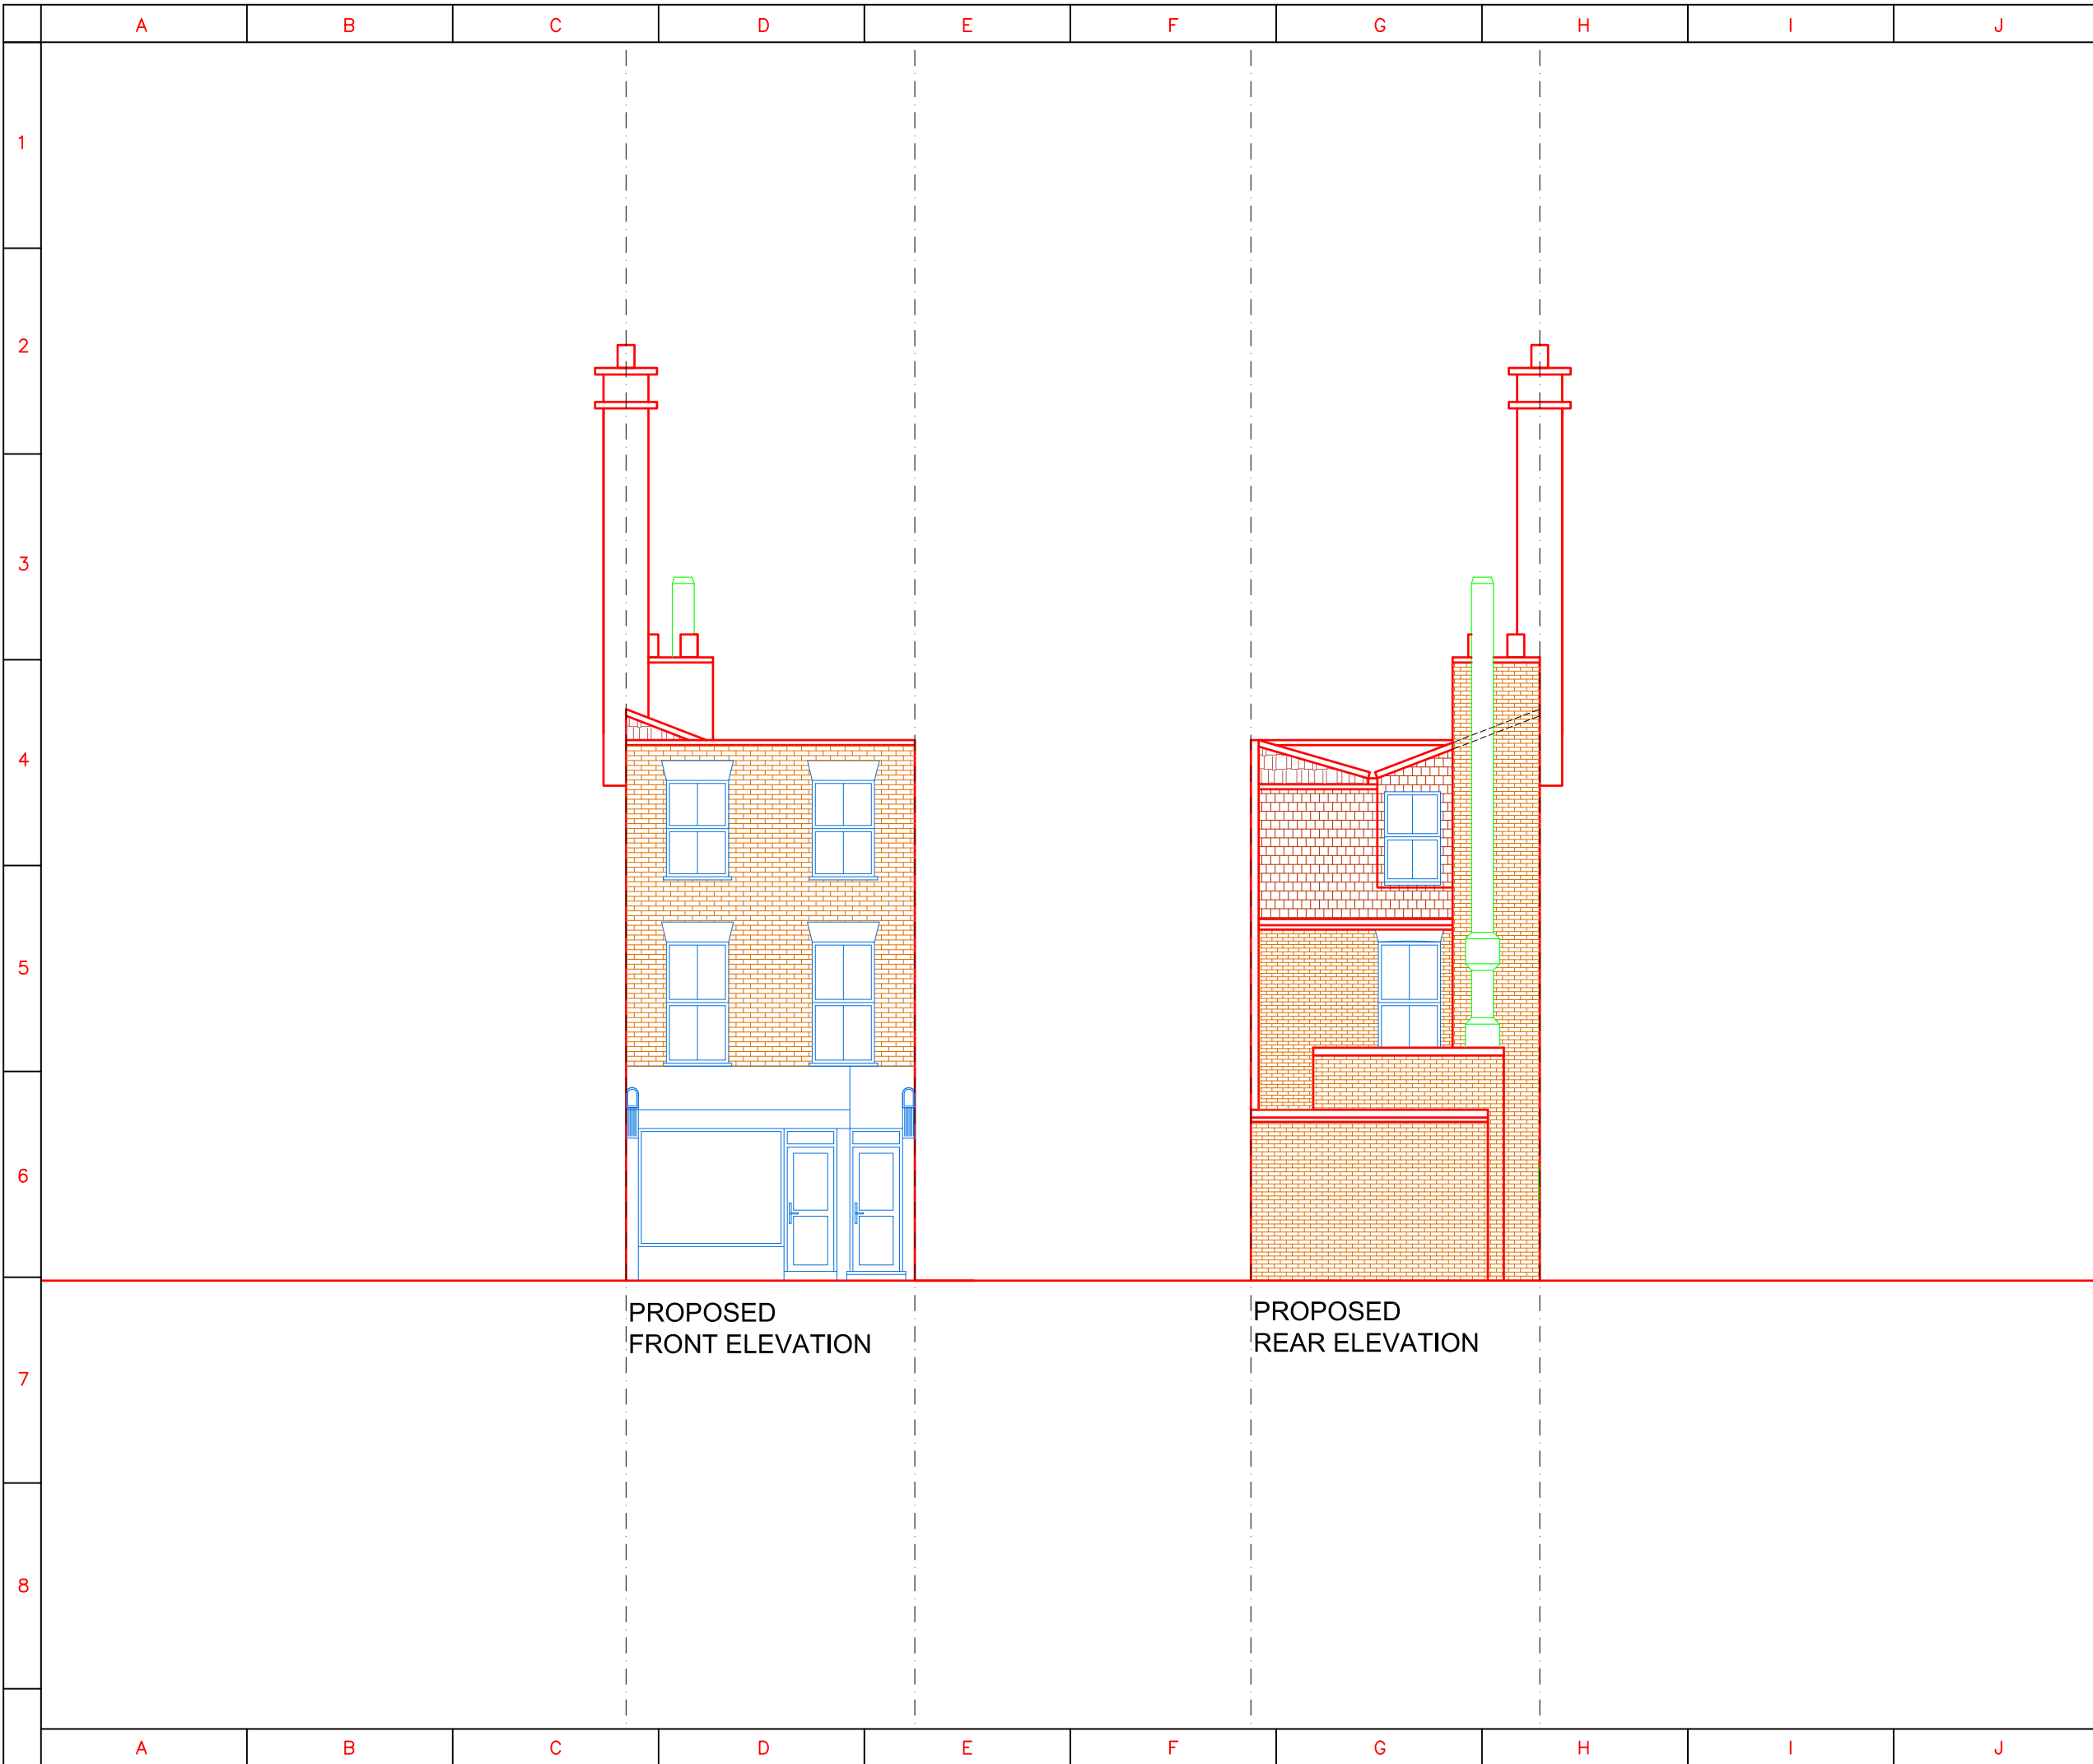 A B C D E F G H I J
1
2
3
4
5
6
PROPOSED
FRONT ELEVATION
PROPOSED
REAR ELEVATION
7
8
A B C D E F G H I J